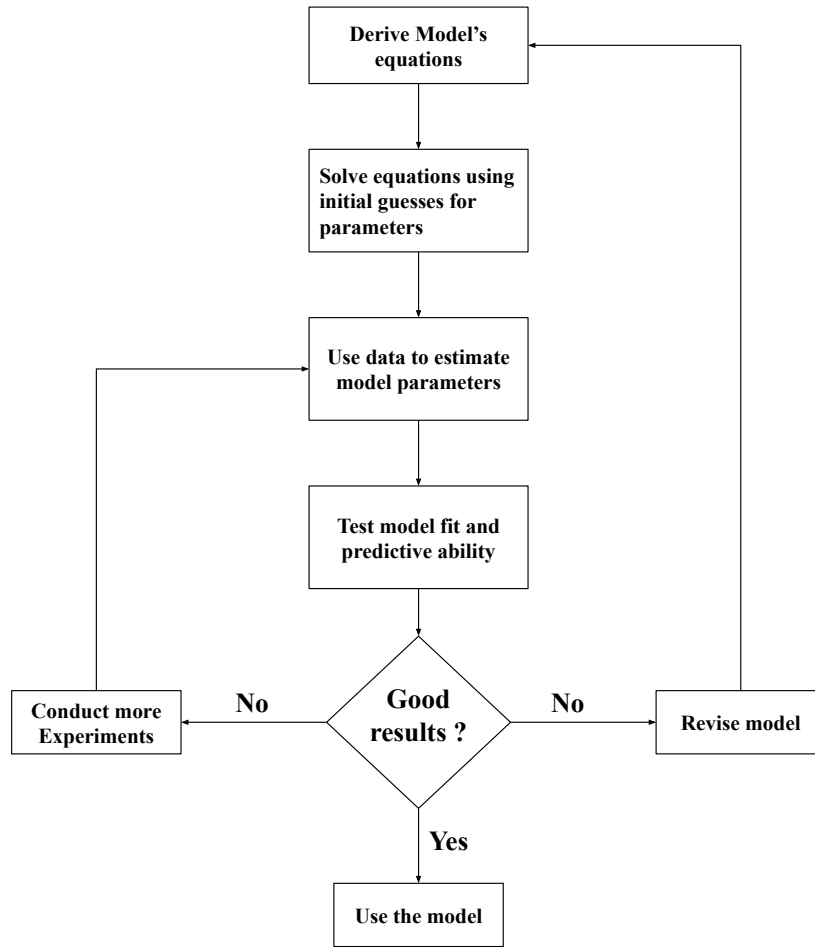 Derive Model's
equations
Solve equations using
initial guesses for
parameters
Use data to estimate
model parameters
Test model fit and
predictive ability
Good
results ?
No
No
Conduct more
Experiments
Revise model
Yes
Use the model